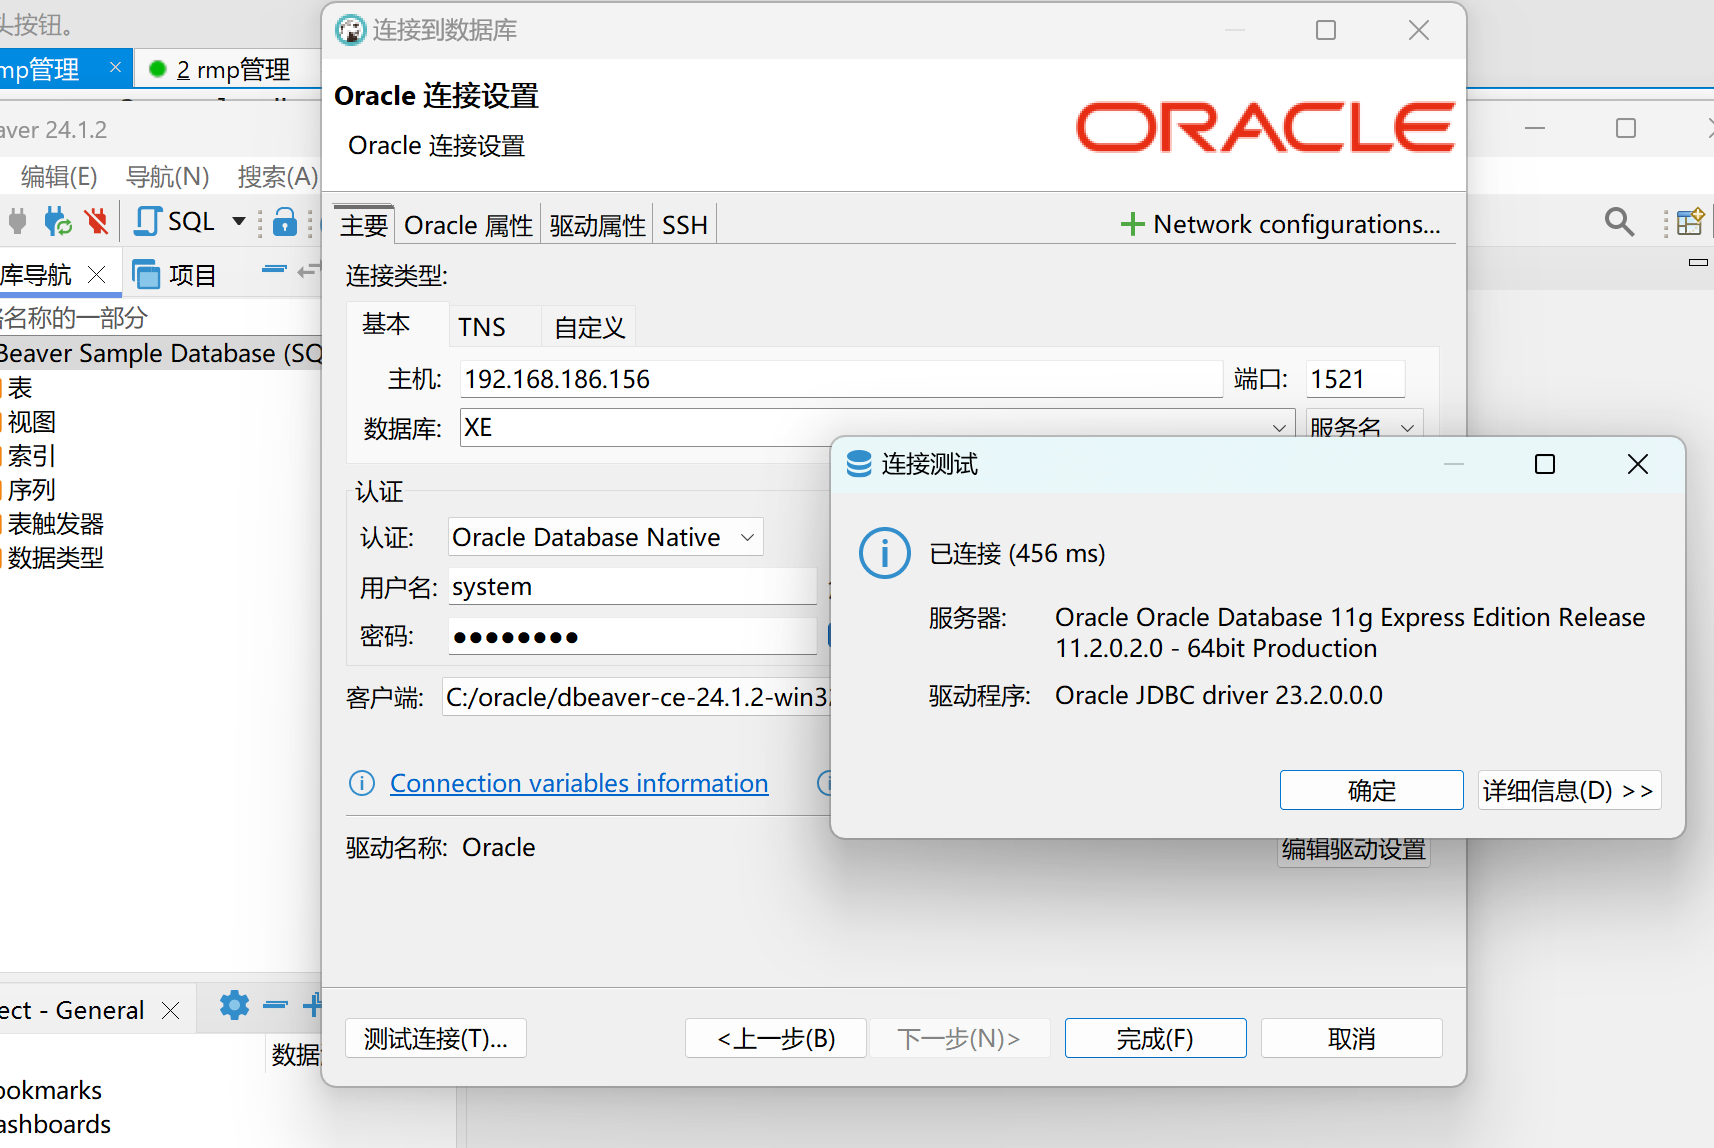 头按钮。
mp管理
2 rmp管理
aver 24.1.2
编辑(E) 导航(N) 搜索(A)
SQL
库导航
项目
名称的一部分
Beaver Sample Database (SQ
表
视图
索引
序列
表触发器
数据类型
ect - General
数据
ookmarks
ashboards
连接到数据库
Oracle 连接设置
Oracle 连接设置
ORACLE
主要 Oracle 属性 驱动属性 SSH
Network configurations...
连接类型:
基本 TNS 自定义
主机: 192.168.186.156 端口: 1521
数据库: XE 服务名
认证
认证: Oracle Database Native
用户名: system
密码: ●●●●●●●●
客户端: C:/oracle/dbeaver-ce-24.1.2-win32
Connection variables information
驱动名称: Oracle
编辑驱动设置
测试连接(T)... <上一步(B) 下一步(N)> 完成(F) 取消
连接测试
已连接 (456 ms)
服务器: Oracle Oracle Database 11g Express Edition Release
11.2.0.2.0 - 64bit Production
驱动程序: Oracle JDBC driver 23.2.0.0.0
确定 详细信息(D) >>